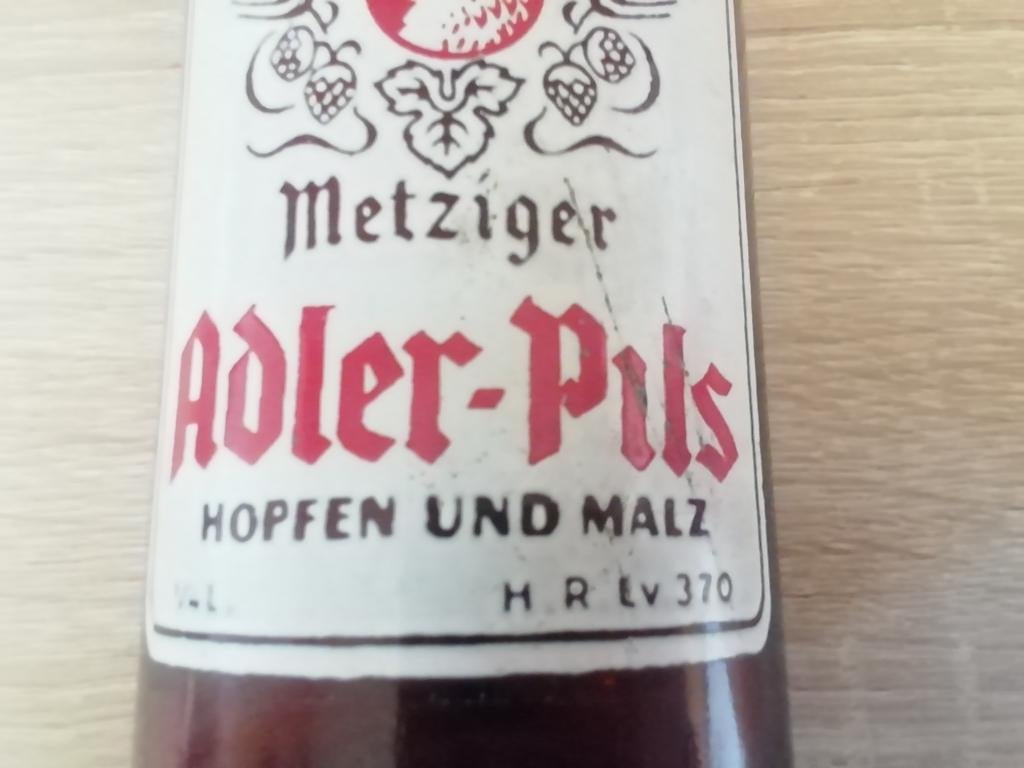 Metziger
Adler-Pils
HOPFEN UND MALZ
H R Lv 370